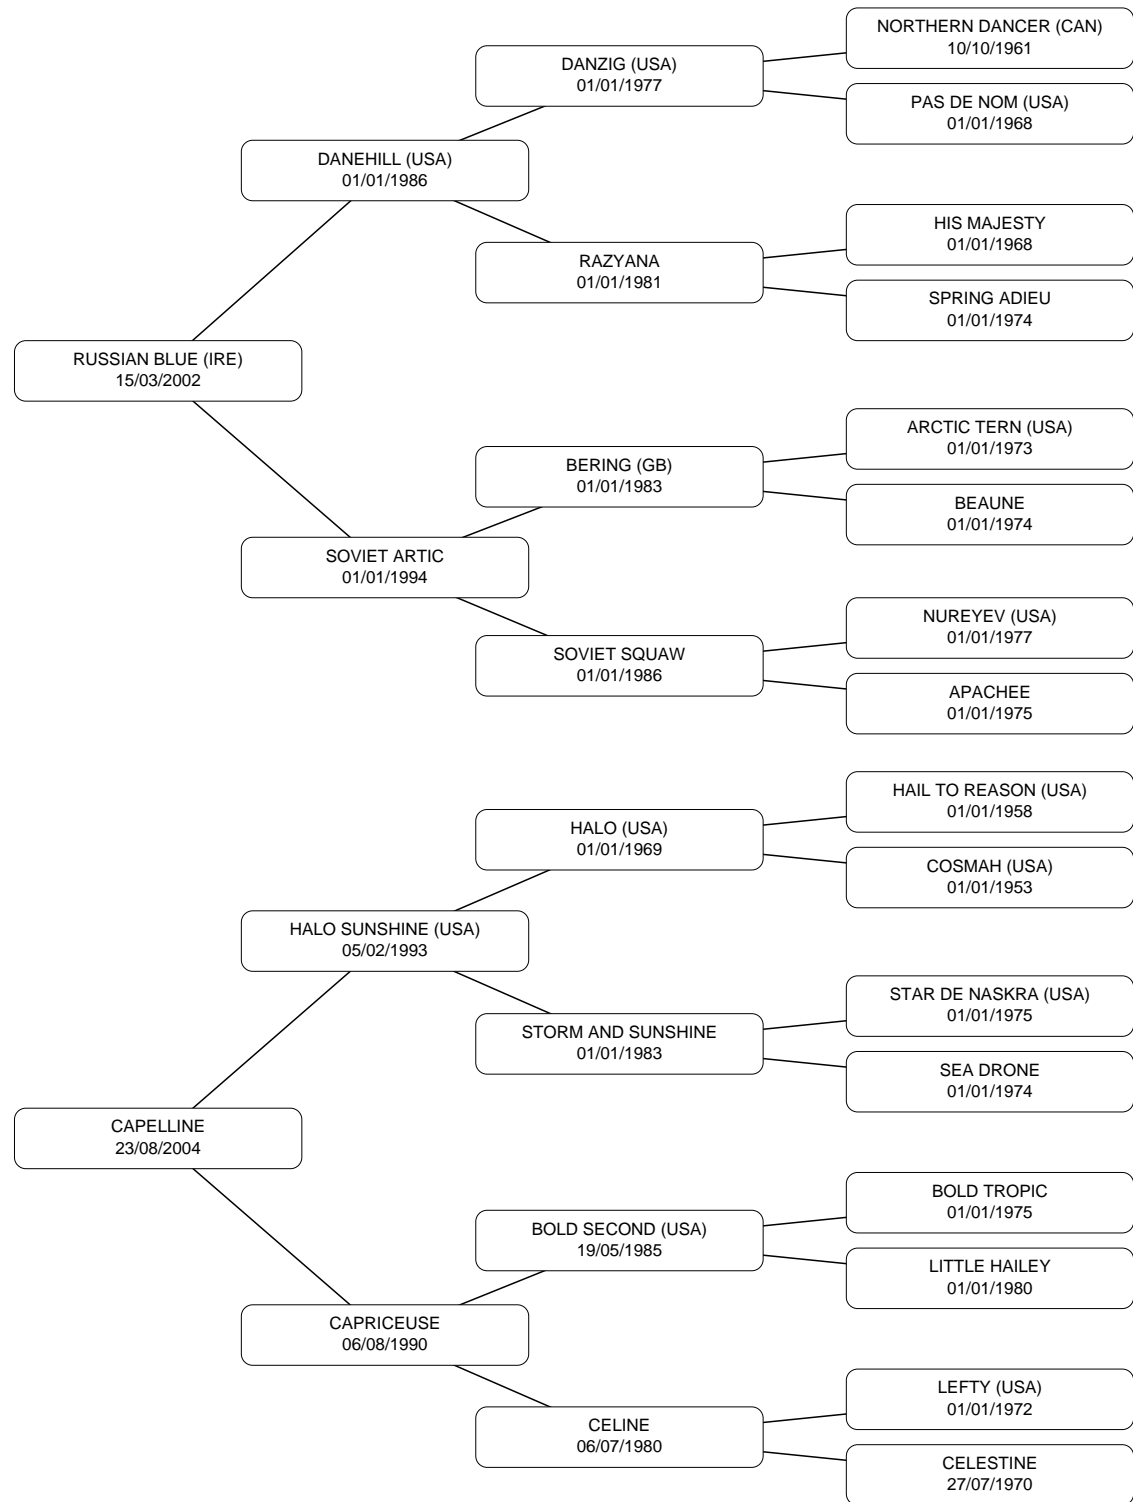 NORTHERN DANCER (CAN)
10/10/1961
DANZIG (USA)
01/01/1977
PAS DE NOM (USA)
01/01/1968
DANEHILL (USA)
01/01/1986
HIS MAJESTY
01/01/1968
RAZYANA
01/01/1981
SPRING ADIEU
01/01/1974
RUSSIAN BLUE (IRE)
15/03/2002
ARCTIC TERN (USA)
01/01/1973
BERING (GB)
01/01/1983
BEAUNE
01/01/1974
SOVIET ARTIC
01/01/1994
NUREYEV (USA)
01/01/1977
SOVIET SQUAW
01/01/1986
APACHEE
01/01/1975
HAIL TO REASON (USA)
01/01/1958
HALO (USA)
01/01/1969
COSMAH (USA)
01/01/1953
HALO SUNSHINE (USA)
05/02/1993
STAR DE NASKRA (USA)
01/01/1975
STORM AND SUNSHINE
01/01/1983
SEA DRONE
01/01/1974
CAPELLINE
23/08/2004
BOLD TROPIC
01/01/1975
BOLD SECOND (USA)
19/05/1985
LITTLE HAILEY
01/01/1980
CAPRICEUSE
06/08/1990
LEFTY (USA)
01/01/1972
CELINE
06/07/1980
CELESTINE
27/07/1970